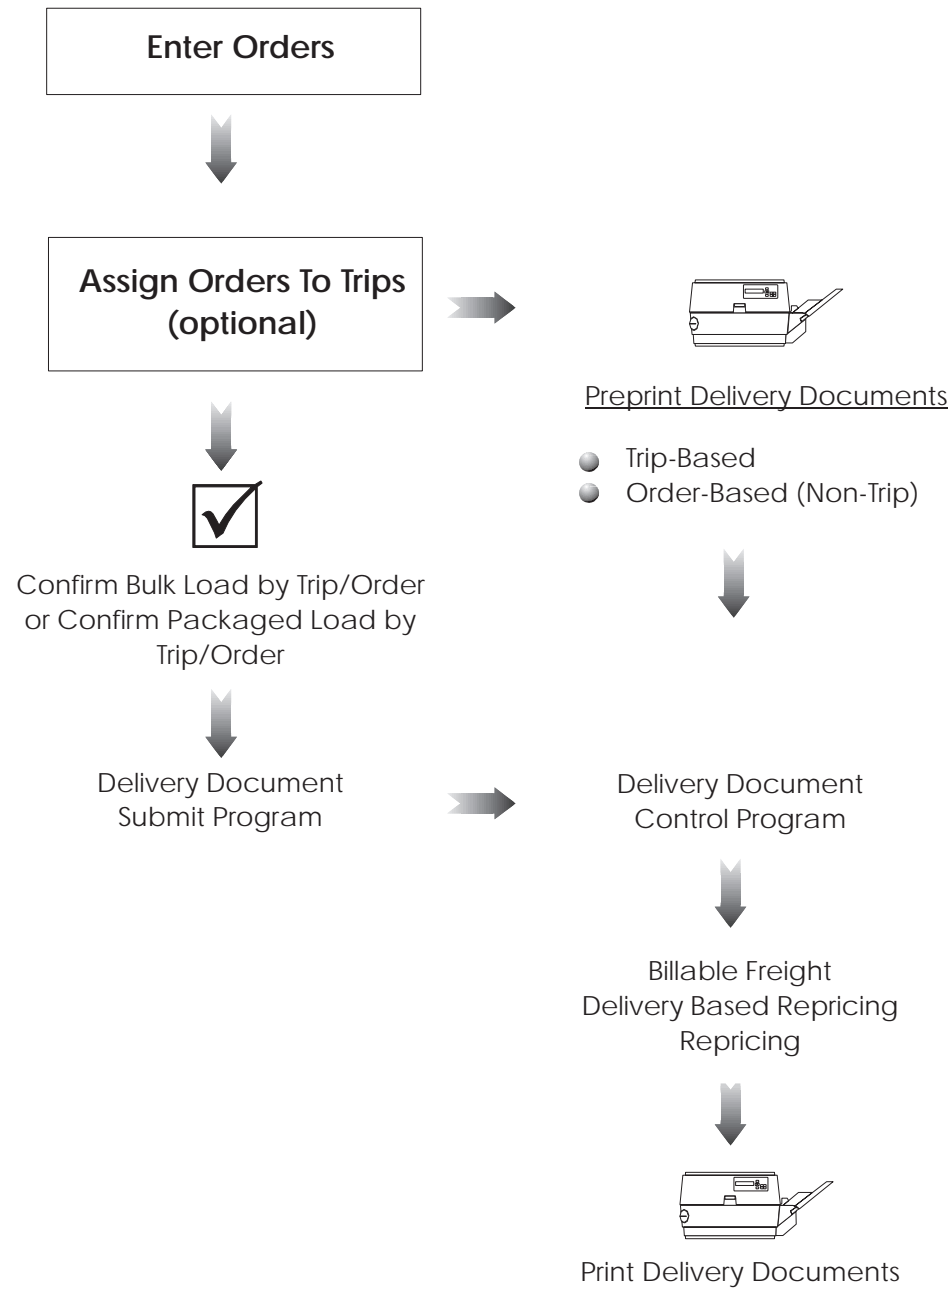 Enter Orders
Assign Orders To Trips
(optional)
Preprint Delivery Documents
Trip-Based
Order-Based (Non-Trip)
Confirm Bulk Load by Trip/Order
or Confirm Packaged Load by
Trip/Order
Delivery Document
Submit Program
Delivery Document
Control Program
Billable Freight
Delivery Based Repricing
Repricing
Print Delivery Documents